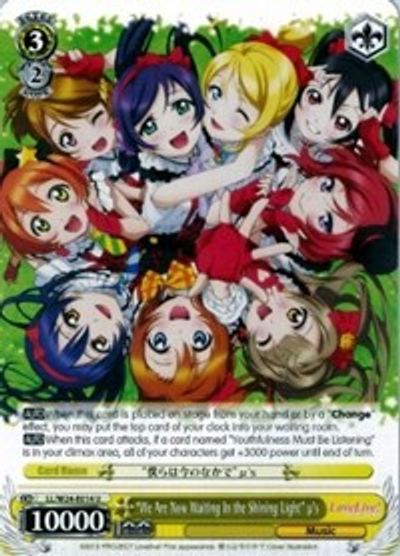 3
2
AUTO When this card is placed on stage from your hand or by a "Change"
effect, you may put the top card of your clock into your waiting room.
AUTO When this card attacks, if a card named "Youthfulness Must Be Listening"
is in your climax area, all of your characters get +3000 power until end of turn.
Card Name
"僕らは今のなかで" μ's
10000
"We Are Now Waiting In the Shining Light" μ's
LoveLive!
Music